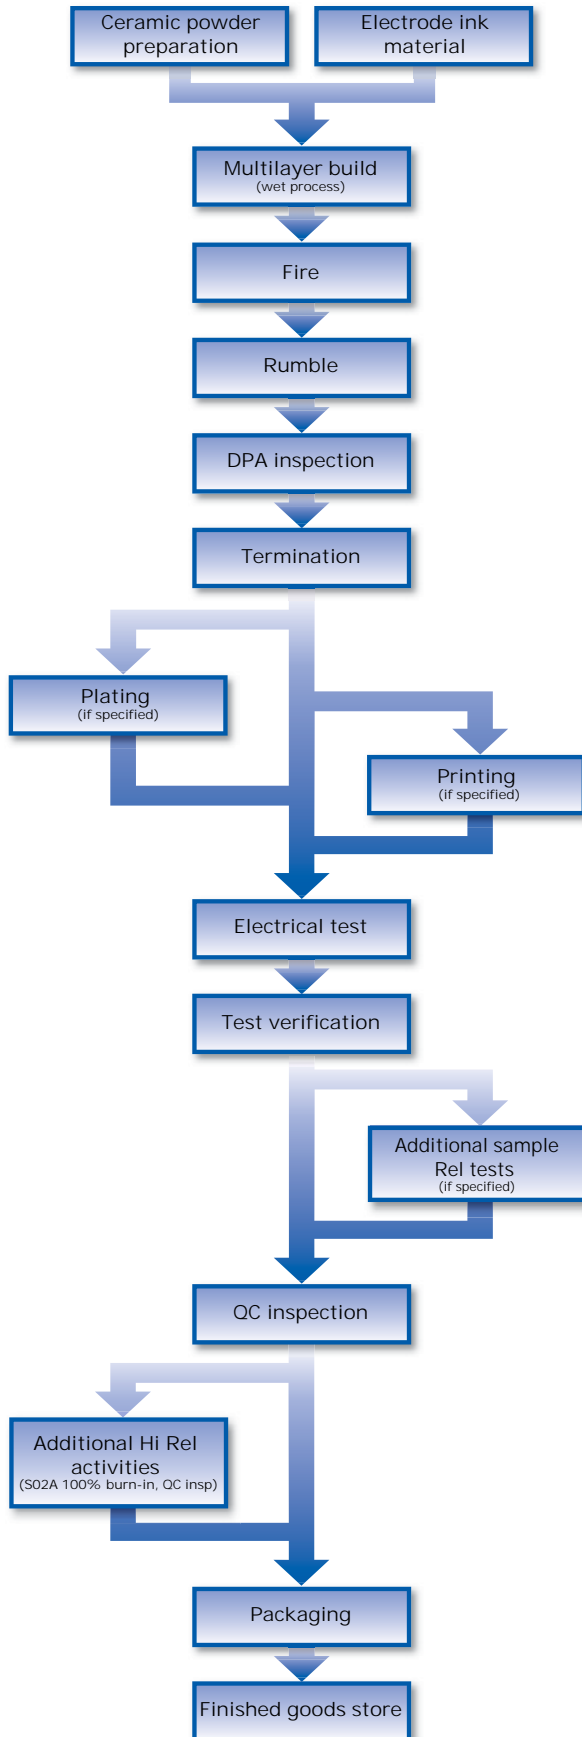 Ceramic powder
preparation
Electrode ink
material
Multilayer build
(wet process)
Fire
Rumble
DPA inspection
Termination
Plating
(if specified)
Printing
(if specified)
Electrical test
Test verification
Additional sample
Rel tests
(if specified)
QC inspection
Additional Hi Rel
activities
(S02A 100% burn-in, QC insp)
Packaging
Finished goods store